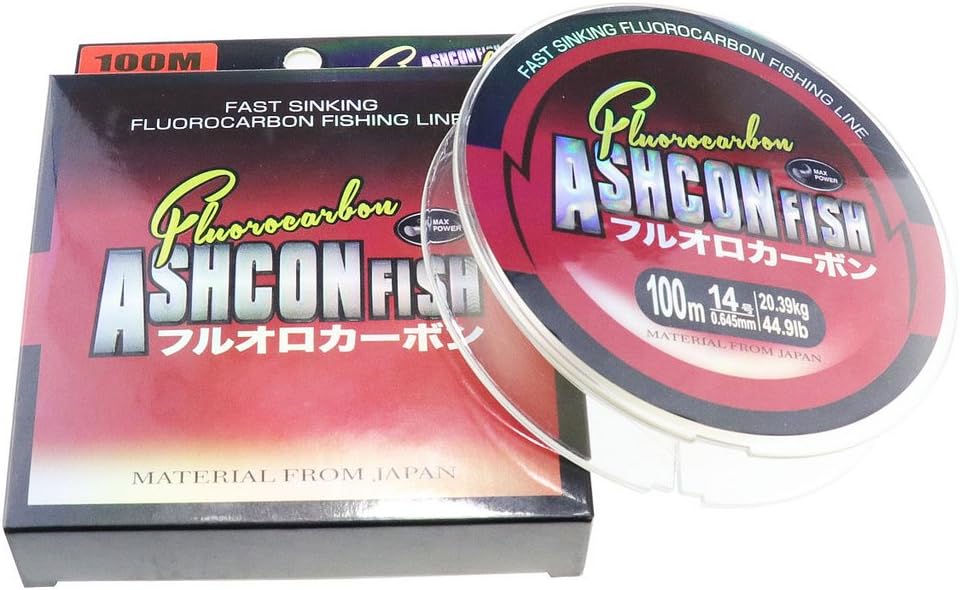 100M
ASHCON FISH
FAST SINKING
FLUOROCARBON FISHING LINE
Fluorocarbon
MAX
POWER
ASHCON FISH
フルオロカーボン
MATERIAL FROM JAPAN
FAST SINKING FLUOROCARBON FISHING LINE
Fluorocarbon
MAX
POWER
ASHCON FISH
フルオロカーボン
100m 14号 20.39kg
0.645mm 44.9lb
MATERIAL FROM JAPAN